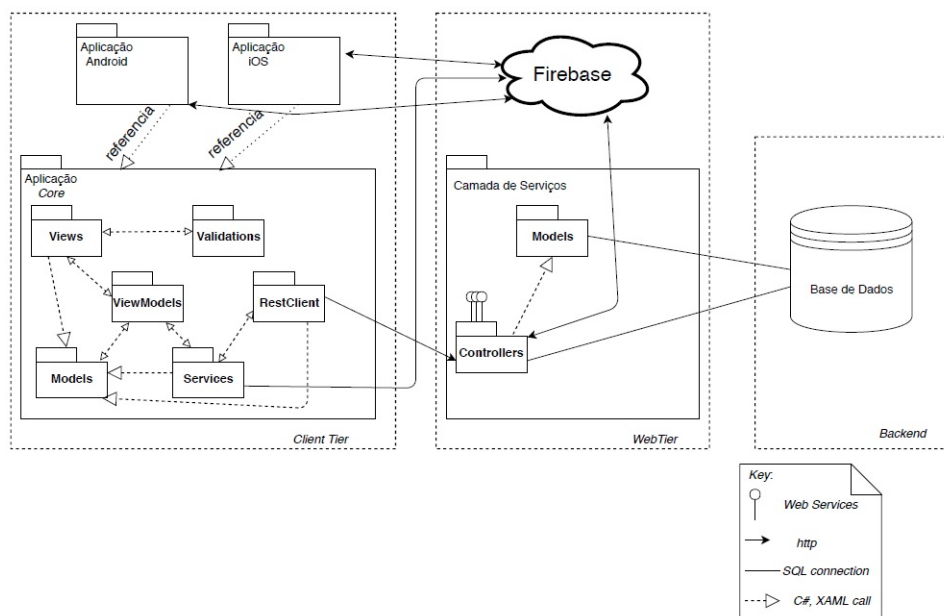 Aplicação
Android
Aplicação
iOS
Firebase
referencia
referencia
Aplicação
Core
Views
Validations
ViewModels
RestClient
Models
Services
Client Tier
Camada de Serviços
Models
Controllers
WebTier
Base de Dados
Backend
Key:
Web Services
http
SQL connection
C#, XAML call